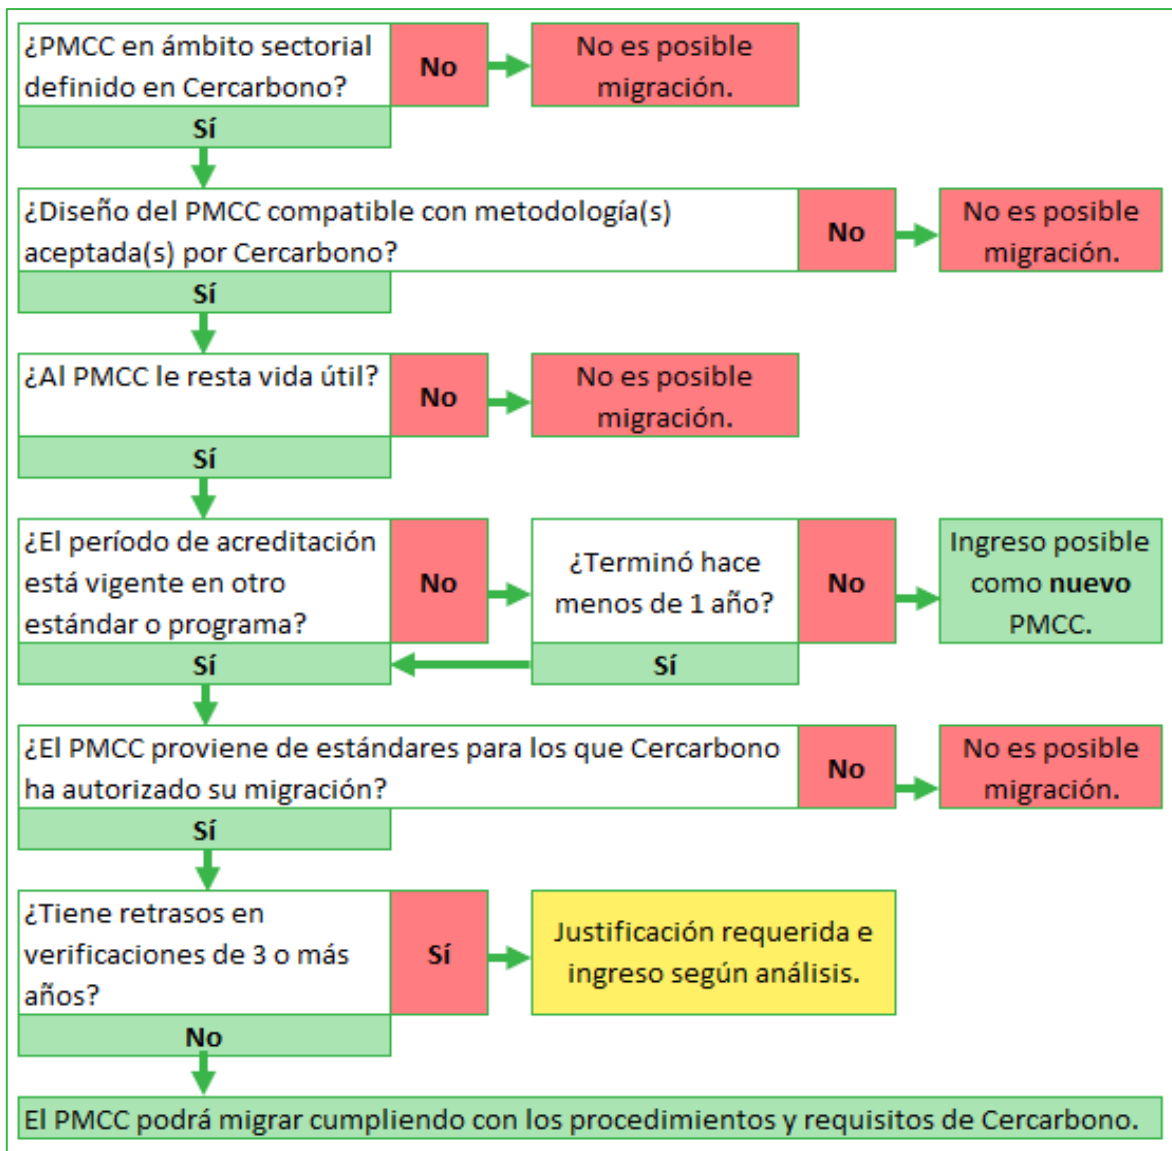 ¿PMCC en ámbito sectorial
definido en Cercarbono?
No
No es posible
migración.
Sí
¿Diseño del PMCC compatible con metodología(s)
aceptada(s) por Cercarbono?
No
No es posible
migración.
Sí
¿Al PMCC le resta vida útil?
No
No es posible
migración.
Sí
¿El período de acreditación
está vigente en otro
estándar o programa?
No
¿Terminó hace
menos de 1 año?
No
Ingreso posible
como nuevo
PMCC.
Sí
Sí
¿El PMCC proviene de estándares para los que Cercarbono
ha autorizado su migración?
No
No es posible
migración.
Sí
¿Tiene retrasos en
verificaciones de 3 o más
años?
Sí
Justificación requerida e
ingreso según análisis.
No
El PMCC podrá migrar cumpliendo con los procedimientos y requisitos de Cercarbono.